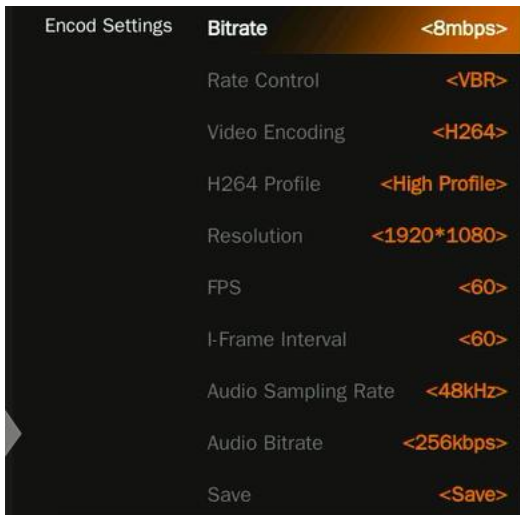 Encod Settings Bitrate <8mbps>
Rate Control <VBR>
Video Encoding <H264>
H264 Profile <High Profile>
Resolution <1920*1080>
FPS <60>
I-Frame Interval <60>
Audio Sampling Rate <48kHz>
Audio Bitrate <256kbps>
Save <Save>